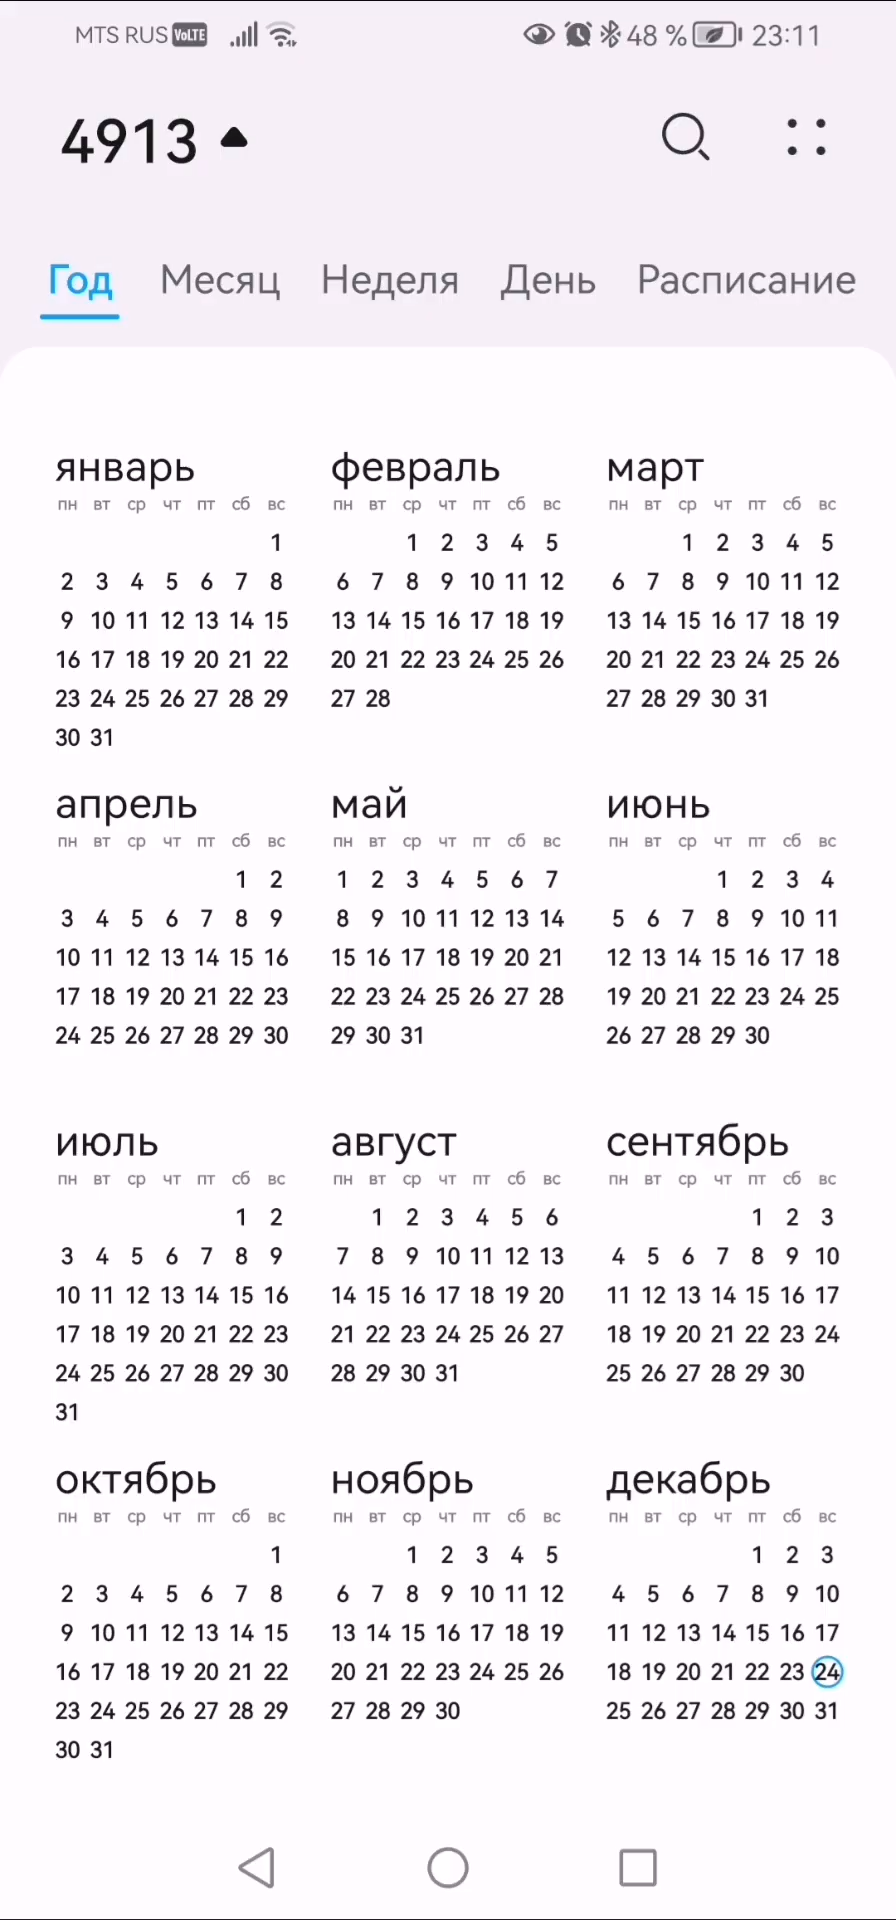 MTS RUS VoLTE 48 % 23:11
4913
Год Месяц Неделя День Расписание
январь февраль март
пн вт ср чт пт сб вс пн вт ср чт пт сб вс пн вт ср чт пт сб вс
1 1 2 3 4 5 1 2 3 4 5
2 3 4 5 6 7 8 6 7 8 9 10 11 12 6 7 8 9 10 11 12
9 10 11 12 13 14 15 13 14 15 16 17 18 19 13 14 15 16 17 18 19
16 17 18 19 20 21 22 20 21 22 23 24 25 26 20 21 22 23 24 25 26
23 24 25 26 27 28 29 27 28 27 28 29 30 31
30 31
апрель май июнь
пн вт ср чт пт сб вс пн вт ср чт пт сб вс пн вт ср чт пт сб вс
1 2 1 2 3 4 5 6 7 1 2 3 4
3 4 5 6 7 8 9 8 9 10 11 12 13 14 5 6 7 8 9 10 11
10 11 12 13 14 15 16 15 16 17 18 19 20 21 12 13 14 15 16 17 18
17 18 19 20 21 22 23 22 23 24 25 26 27 28 19 20 21 22 23 24 25
24 25 26 27 28 29 30 29 30 31 26 27 28 29 30
июль август сентябрь
пн вт ср чт пт сб вс пн вт ср чт пт сб вс пн вт ср чт пт сб вс
1 2 1 2 3 4 5 6 1 2 3
3 4 5 6 7 8 9 7 8 9 10 11 12 13 4 5 6 7 8 9 10
10 11 12 13 14 15 16 14 15 16 17 18 19 20 11 12 13 14 15 16 17
17 18 19 20 21 22 23 21 22 23 24 25 26 27 18 19 20 21 22 23 24
24 25 26 27 28 29 30 28 29 30 31 25 26 27 28 29 30
31
октябрь ноябрь декабрь
пн вт ср чт пт сб вс пн вт ср чт пт сб вс пн вт ср чт пт сб вс
1 1 2 3 4 5 1 2 3
2 3 4 5 6 7 8 6 7 8 9 10 11 12 4 5 6 7 8 9 10
9 10 11 12 13 14 15 13 14 15 16 17 18 19 11 12 13 14 15 16 17
16 17 18 19 20 21 22 20 21 22 23 24 25 26 18 19 20 21 22 23 24
23 24 25 26 27 28 29 27 28 29 30 25 26 27 28 29 30 31
30 31